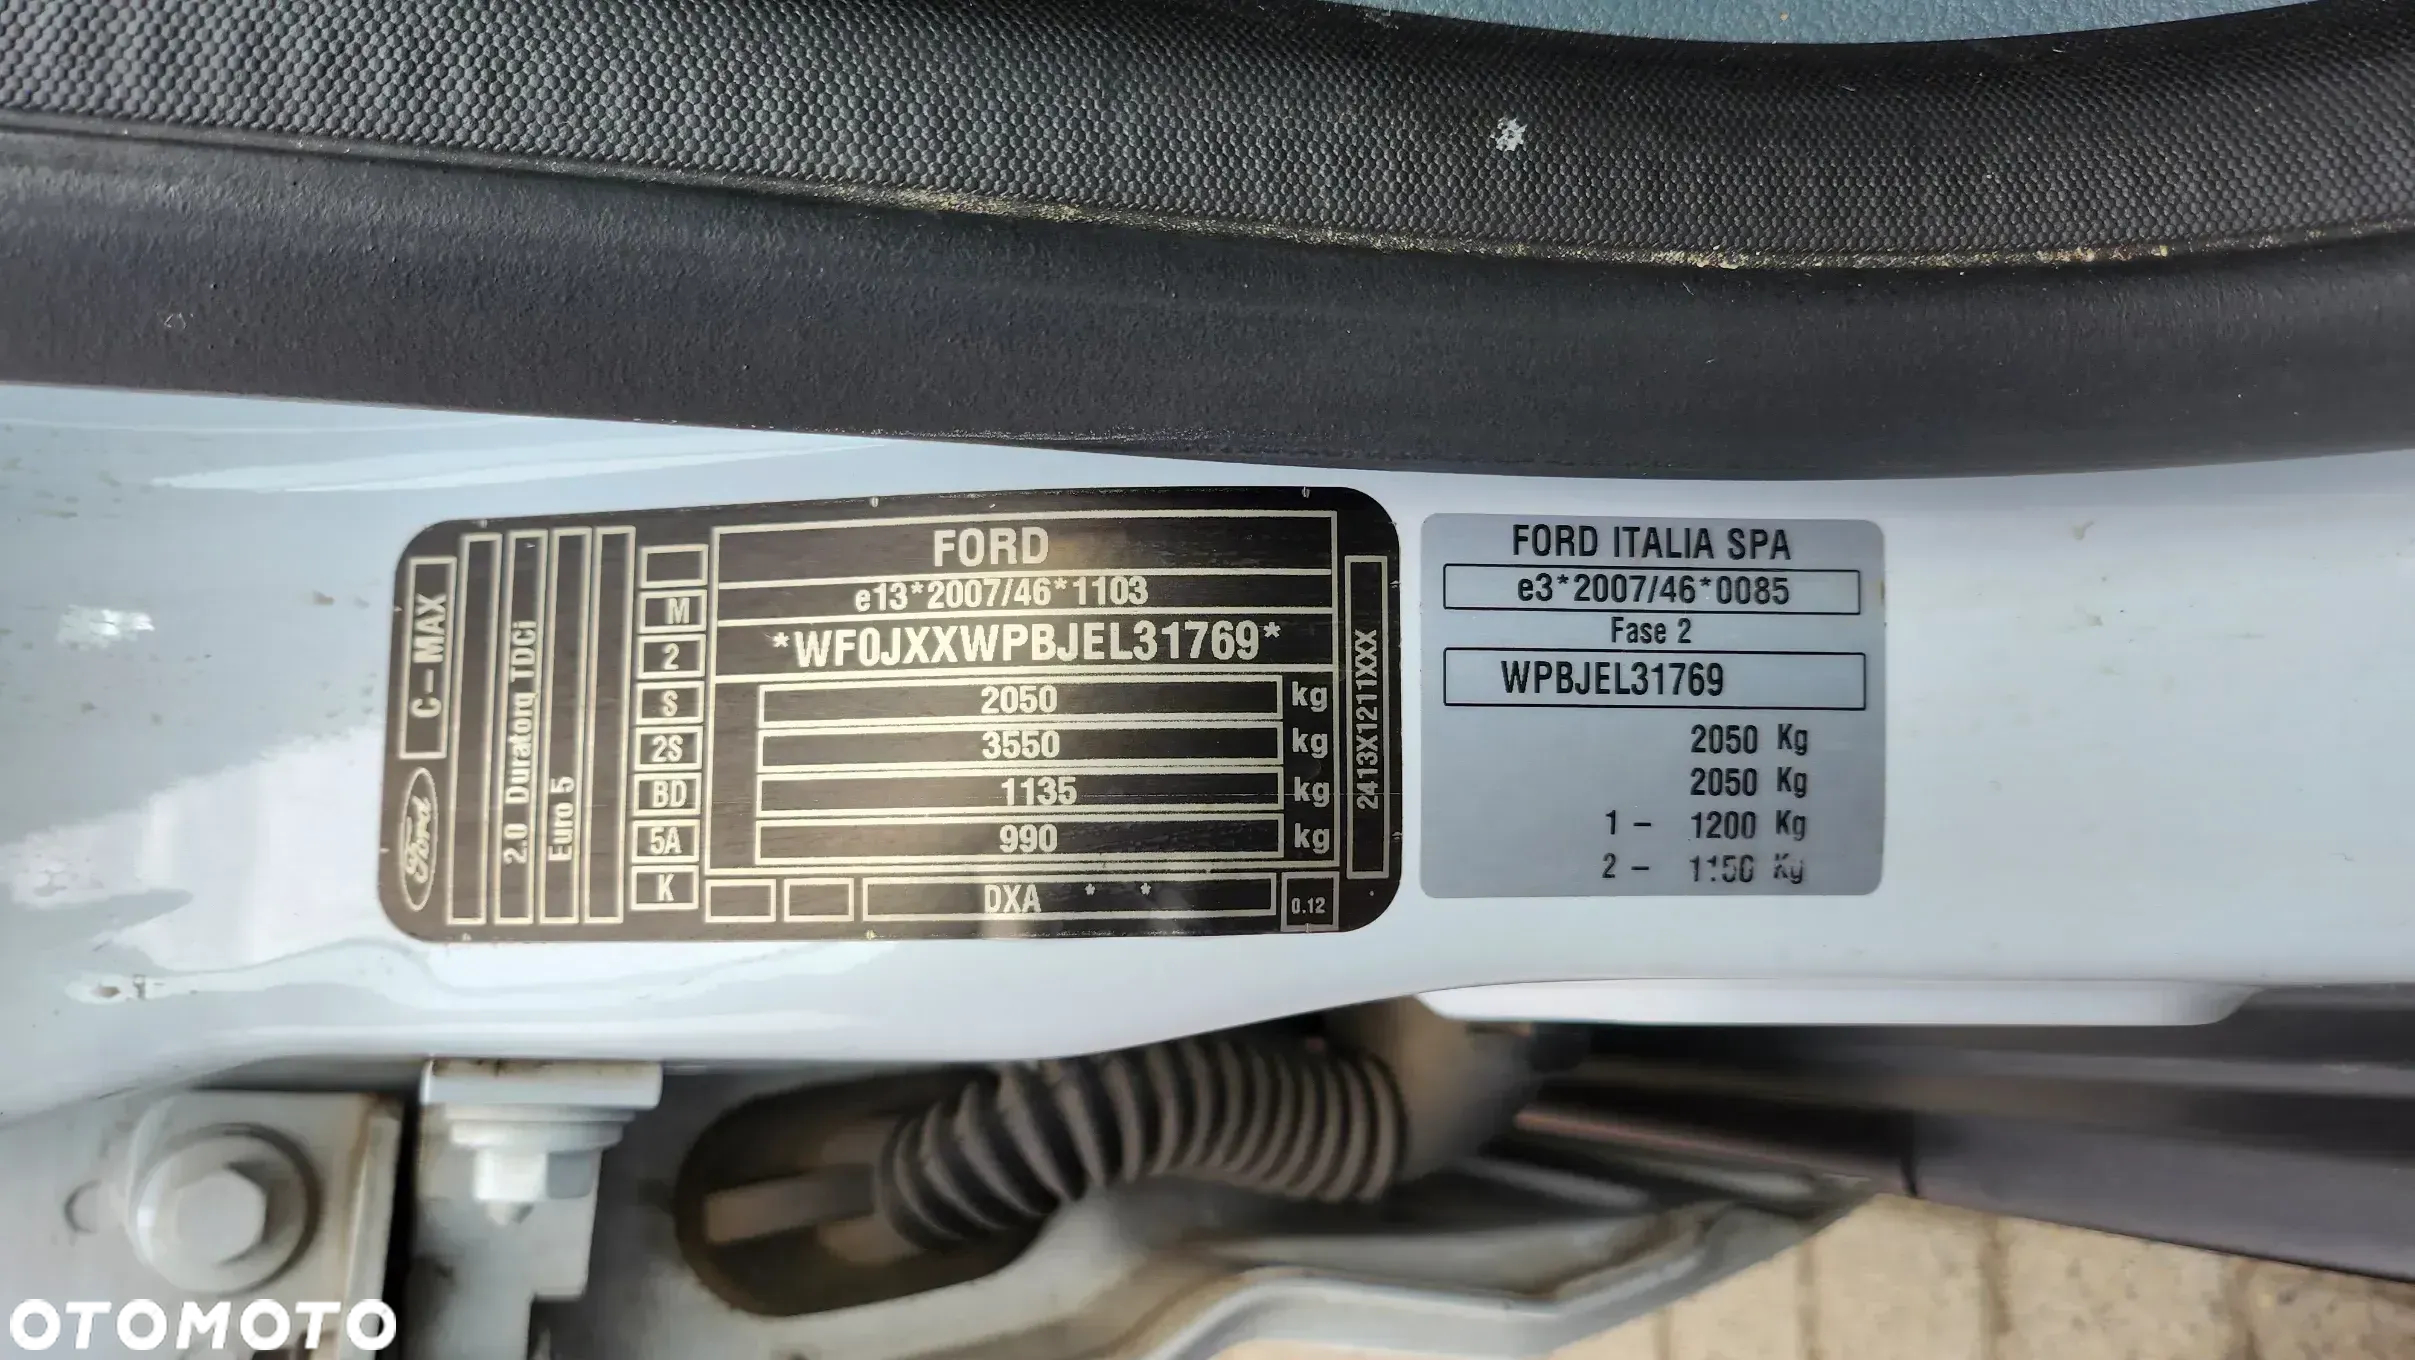 Ford
C-MAX
2.0 Duratorq TDCi
Euro 5
M
2
S
2S
BD
5A
K
FORD
e13*2007/46*1103
*WF0JXXWPBJEL31769*
2050 kg
3550 kg
1135 kg
990 kg
DXA * *
0.12
2413X1211XXX
FORD ITALIA SPA
e3*2007/46*0085
Fase 2
WPBJEL31769
2050 Kg
2050 Kg
1 - 1200 Kg
2 - 1150 Kg
OTOMOTO